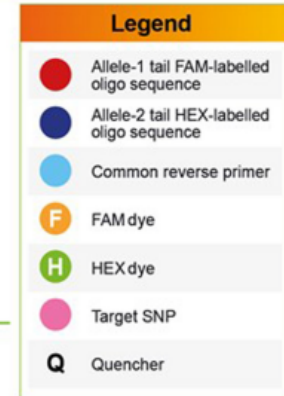 Legend
Allele-1 tail FAM-labelled
oligo sequence
Allele-2 tail HEX-labelled
oligo sequence
Common reverse primer
F FAM dye
H HEX dye
Target SNP
Q Quencher